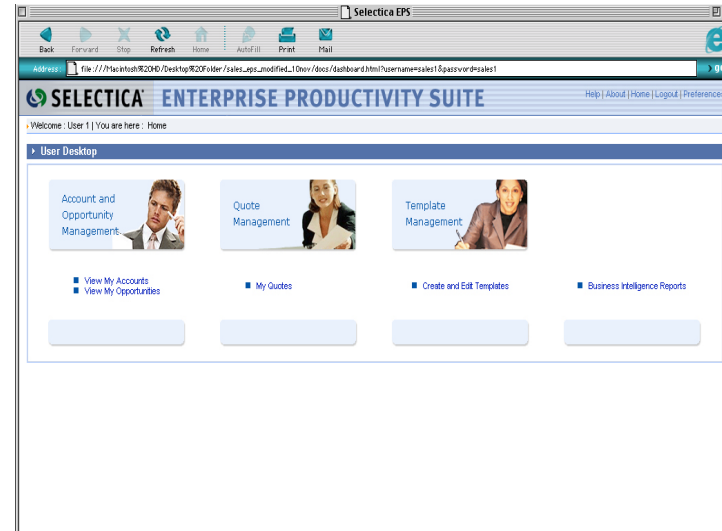 Selectica EPS
Back Forward Stop Refresh Home AutoFill Print Mail
Address: file:///Macintosh%20HD/Desktop%20Folder/sales_eps_modified_10nov/docs/dashboard.html?username=sales1&password=sales1 go
SELECTICA ENTERPRISE PRODUCTIVITY SUITE
Help | About | Home | Logout | Preferences
Welcome : User 1 | You are here : Home
User Desktop
Account and
Opportunity
Management
Quote
Management
Template
Management
View My Accounts
View My Opportunities
My Quotes
Create and Edit Templates
Business Intelligence Reports